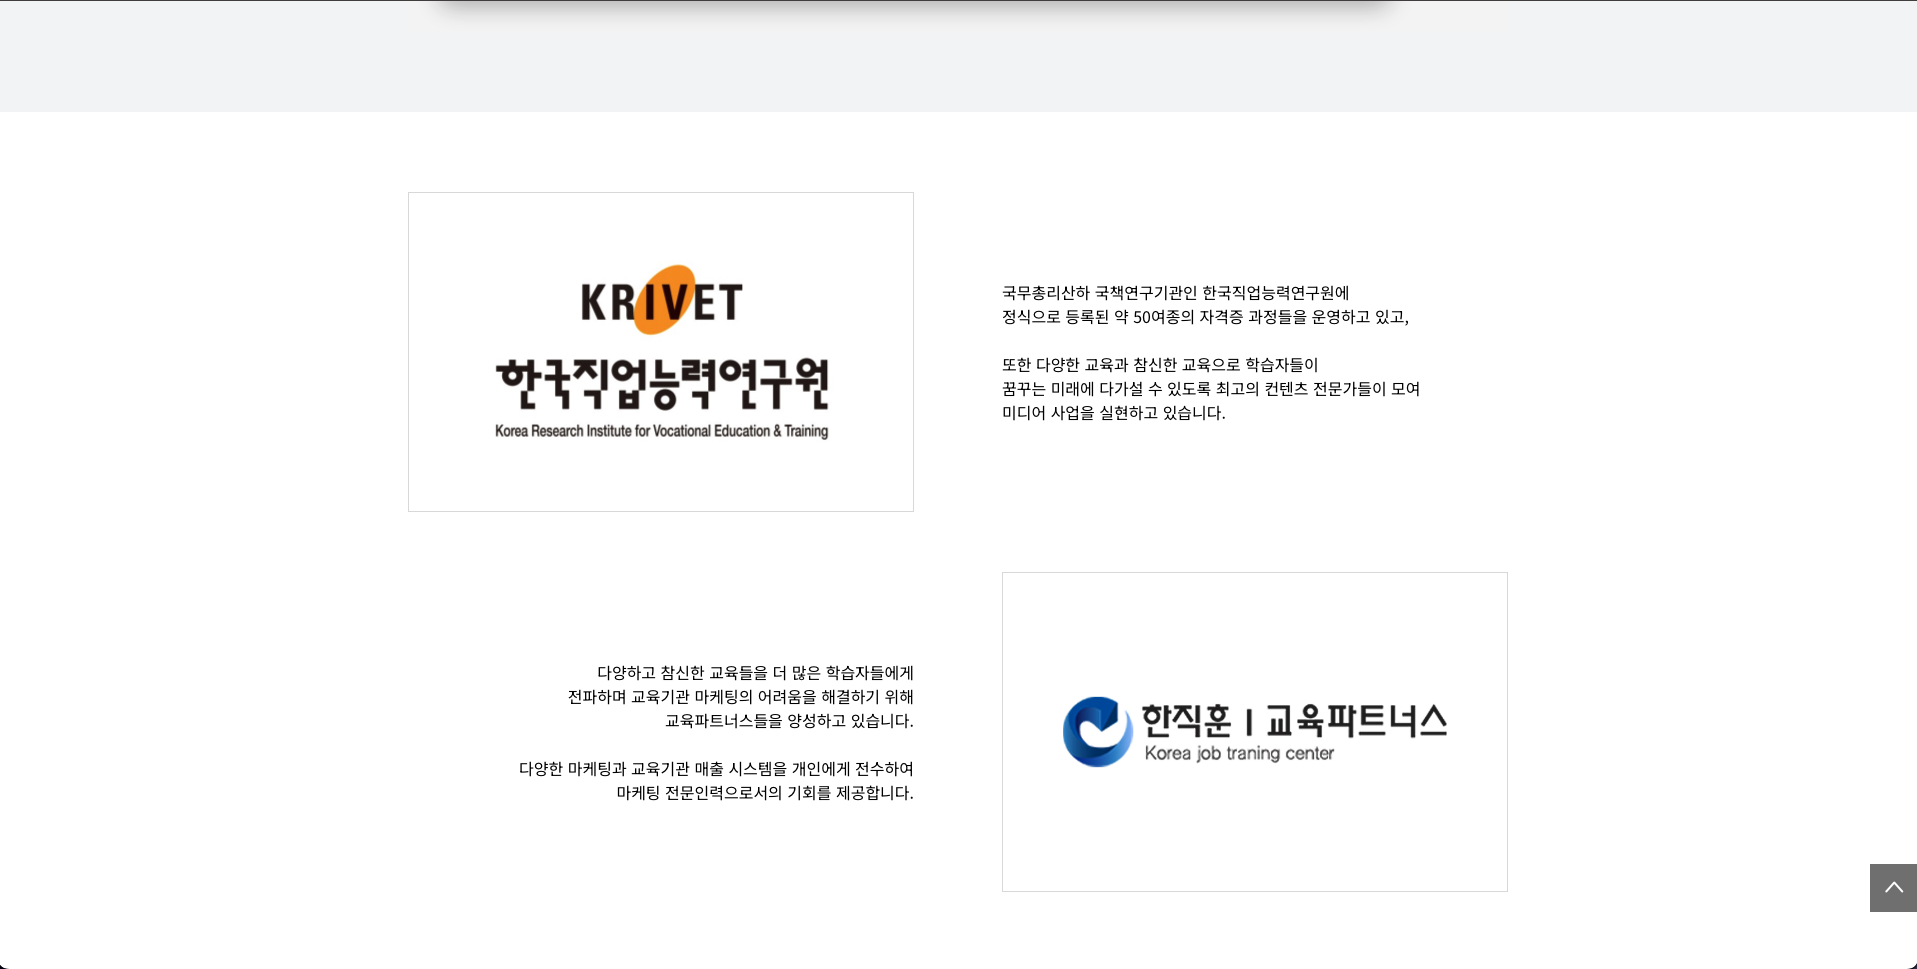 KRIVET
한국직업능력연구원
Korea Research Institute for Vocational Education & Training
국무총리산하 국책연구기관인 한국직업능력연구원에
정식으로 등록된 약 50여종의 자격증 과정들을 운영하고 있고,
또한 다양한 교육과 참신한 교육으로 학습자들이
꿈꾸는 미래에 다가설 수 있도록 최고의 컨텐츠 전문가들이 모여
미디어 사업을 실현하고 있습니다.
다양하고 참신한 교육들을 더 많은 학습자들에게
전파하며 교육기관 마케팅의 어려움을 해결하기 위해
교육파트너스들을 양성하고 있습니다.
다양한 마케팅과 교육기관 매출 시스템을 개인에게 전수하여
마케팅 전문인력으로서의 기회를 제공합니다.
한직훈 | 교육파트너스
Korea job traning center